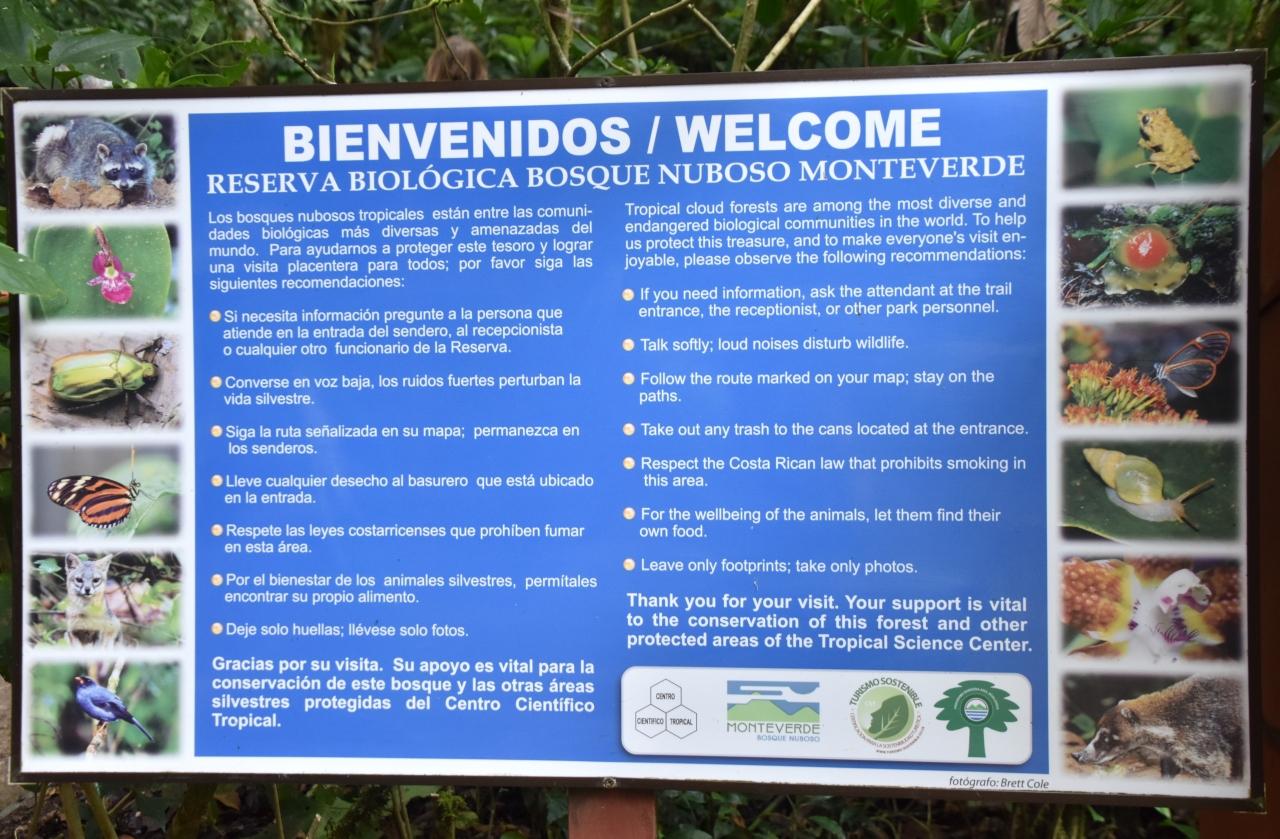 BIENVENIDOS / WELCOME
RESERVA BIOLÓGICA BOSQUE NUBOSO MONTEVERDE
Los bosques nubosos tropicales están entre las comuni-
dades biológicas más diversas y amenazadas del
mundo. Para ayudarnos a proteger este tesoro y lograr
una visita placentera para todos; por favor siga las
siguientes recomendaciones:
Si necesita información pregunte a la persona que
atiende en la entrada del sendero, al recepcionista
o cualquier otro funcionario de la Reserva.
Converse en voz baja, los ruidos fuertes perturban la
vida silvestre.
Siga la ruta señalizada en su mapa; permanezca en
los senderos.
Lleve cualquier desecho al basurero que está ubicado
en la entrada.
Respete las leyes costarricenses que prohíben fumar
en esta área.
Por el bienestar de los animales silvestres, permítales
encontrar su propio alimento.
Deje solo huellas; llévese solo fotos.
Gracias por su visita. Su apoyo es vital para la
conservación de este bosque y las otras áreas
silvestres protegidas del Centro Científico
Tropical.
Tropical cloud forests are among the most diverse and
endangered biological communities in the world. To help
us protect this treasure, and to make everyone's visit en-
joyable, please observe the following recommendations:
If you need information, ask the attendant at the trail
entrance, the receptionist, or other park personnel.
Talk softly; loud noises disturb wildlife.
Follow the route marked on your map; stay on the
paths.
Take out any trash to the cans located at the entrance.
Respect the Costa Rican law that prohibits smoking in
this area.
For the wellbeing of the animals, let them find their
own food.
Leave only footprints; take only photos.
Thank you for your visit. Your support is vital
to the conservation of this forest and other
protected areas of the Tropical Science Center.
CENTRO
CIENTIFICO TROPICAL
MONTEVERDE
BOSQUE NUBOSO
TURISMO SOSTENIBLE
fotógrafo: Brett Cole